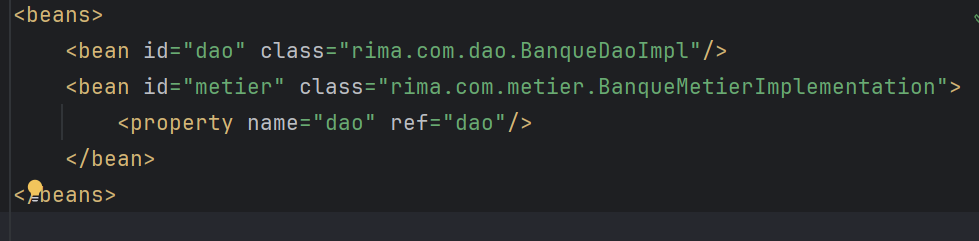 <beans>
    <bean id="dao" class="rima.com.dao.BanqueDaoImpl"/>
    <bean id="metier" class="rima.com.metier.BanqueMetierImplementation">
        <property name="dao" ref="dao"/>
    </bean>
</beans>